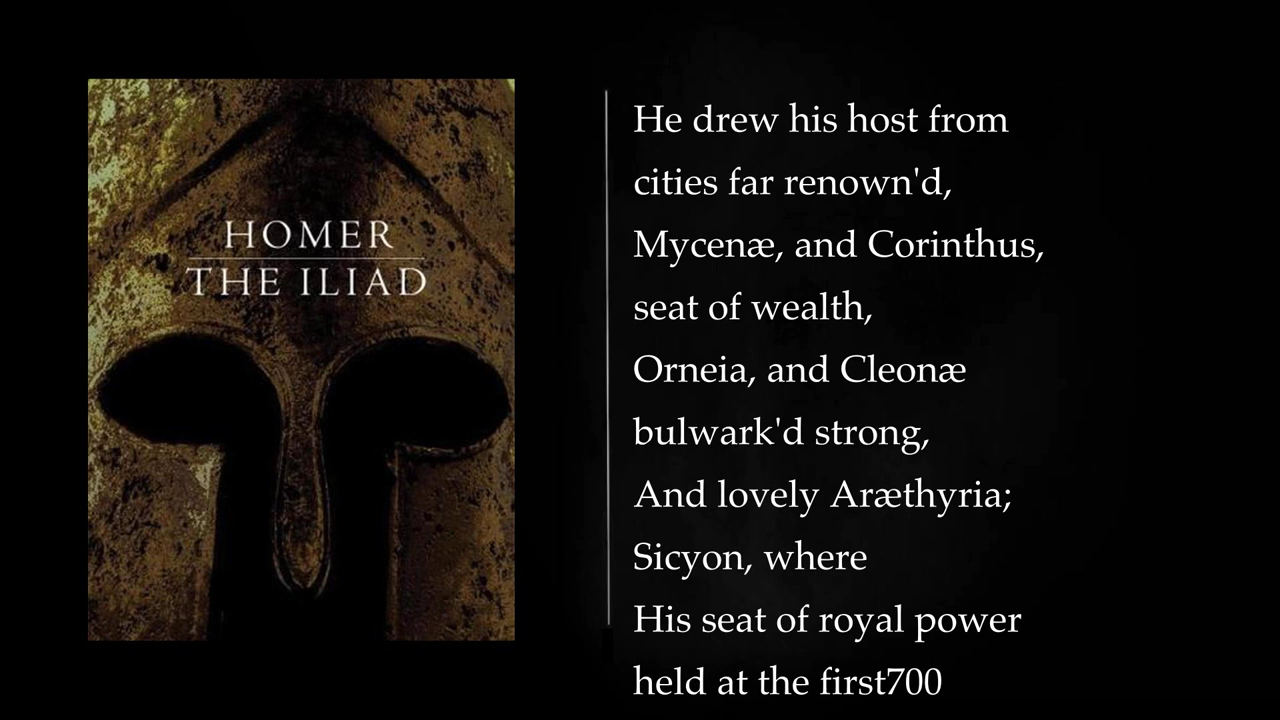 HOMER
THE ILIAD
He drew his host from
cities far renown'd,
Mycenæ, and Corinthus,
seat of wealth,
Orneia, and Cleonæ
bulwark'd strong,
And lovely Aræthyria;
Sicyon, where
His seat of royal power
held at the first700